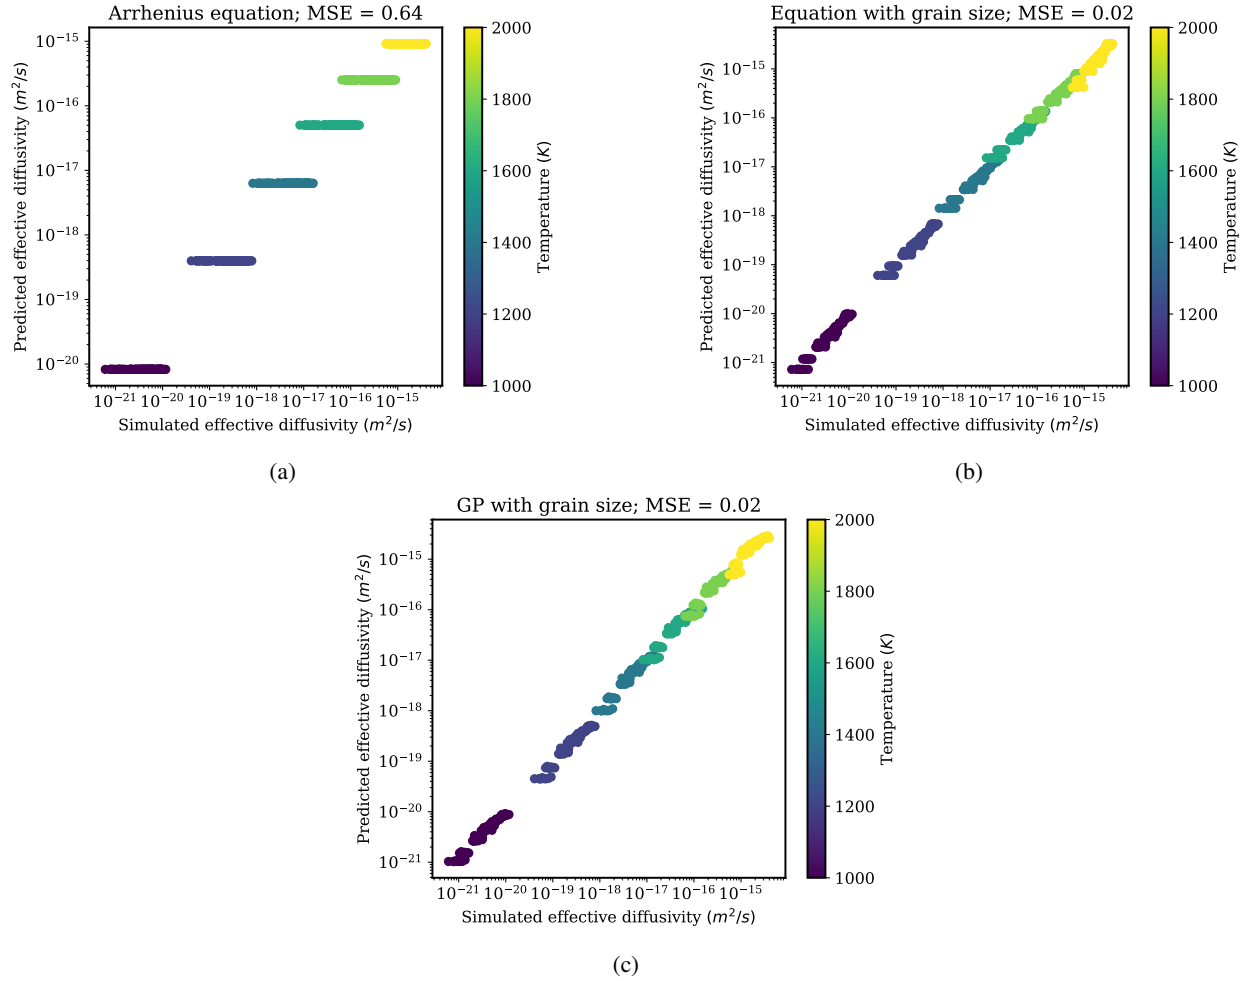 Arrhenius equation; MSE = 0.64
Predicted effective diffusivity (m²/s)
10⁻¹⁵
10⁻¹⁶
10⁻¹⁷
10⁻¹⁸
10⁻¹⁹
10⁻²⁰
10⁻²¹ 10⁻²⁰ 10⁻¹⁹ 10⁻¹⁸ 10⁻¹⁷ 10⁻¹⁶ 10⁻¹⁵
Simulated effective diffusivity (m²/s)
2000
1800
1600
1400
1200
1000
Temperature (K)
(a)
Equation with grain size; MSE = 0.02
Predicted effective diffusivity (m²/s)
10⁻¹⁵
10⁻¹⁶
10⁻¹⁷
10⁻¹⁸
10⁻¹⁹
10⁻²⁰
10⁻²¹
10⁻²¹ 10⁻²⁰ 10⁻¹⁹ 10⁻¹⁸ 10⁻¹⁷ 10⁻¹⁶ 10⁻¹⁵
Simulated effective diffusivity (m²/s)
2000
1800
1600
1400
1200
1000
Temperature (K)
(b)
GP with grain size; MSE = 0.02
Predicted effective diffusivity (m²/s)
10⁻¹⁵
10⁻¹⁶
10⁻¹⁷
10⁻¹⁸
10⁻¹⁹
10⁻²⁰
10⁻²¹
10⁻²¹ 10⁻²⁰ 10⁻¹⁹ 10⁻¹⁸ 10⁻¹⁷ 10⁻¹⁶ 10⁻¹⁵
Simulated effective diffusivity (m²/s)
2000
1800
1600
1400
1200
1000
Temperature (K)
(c)